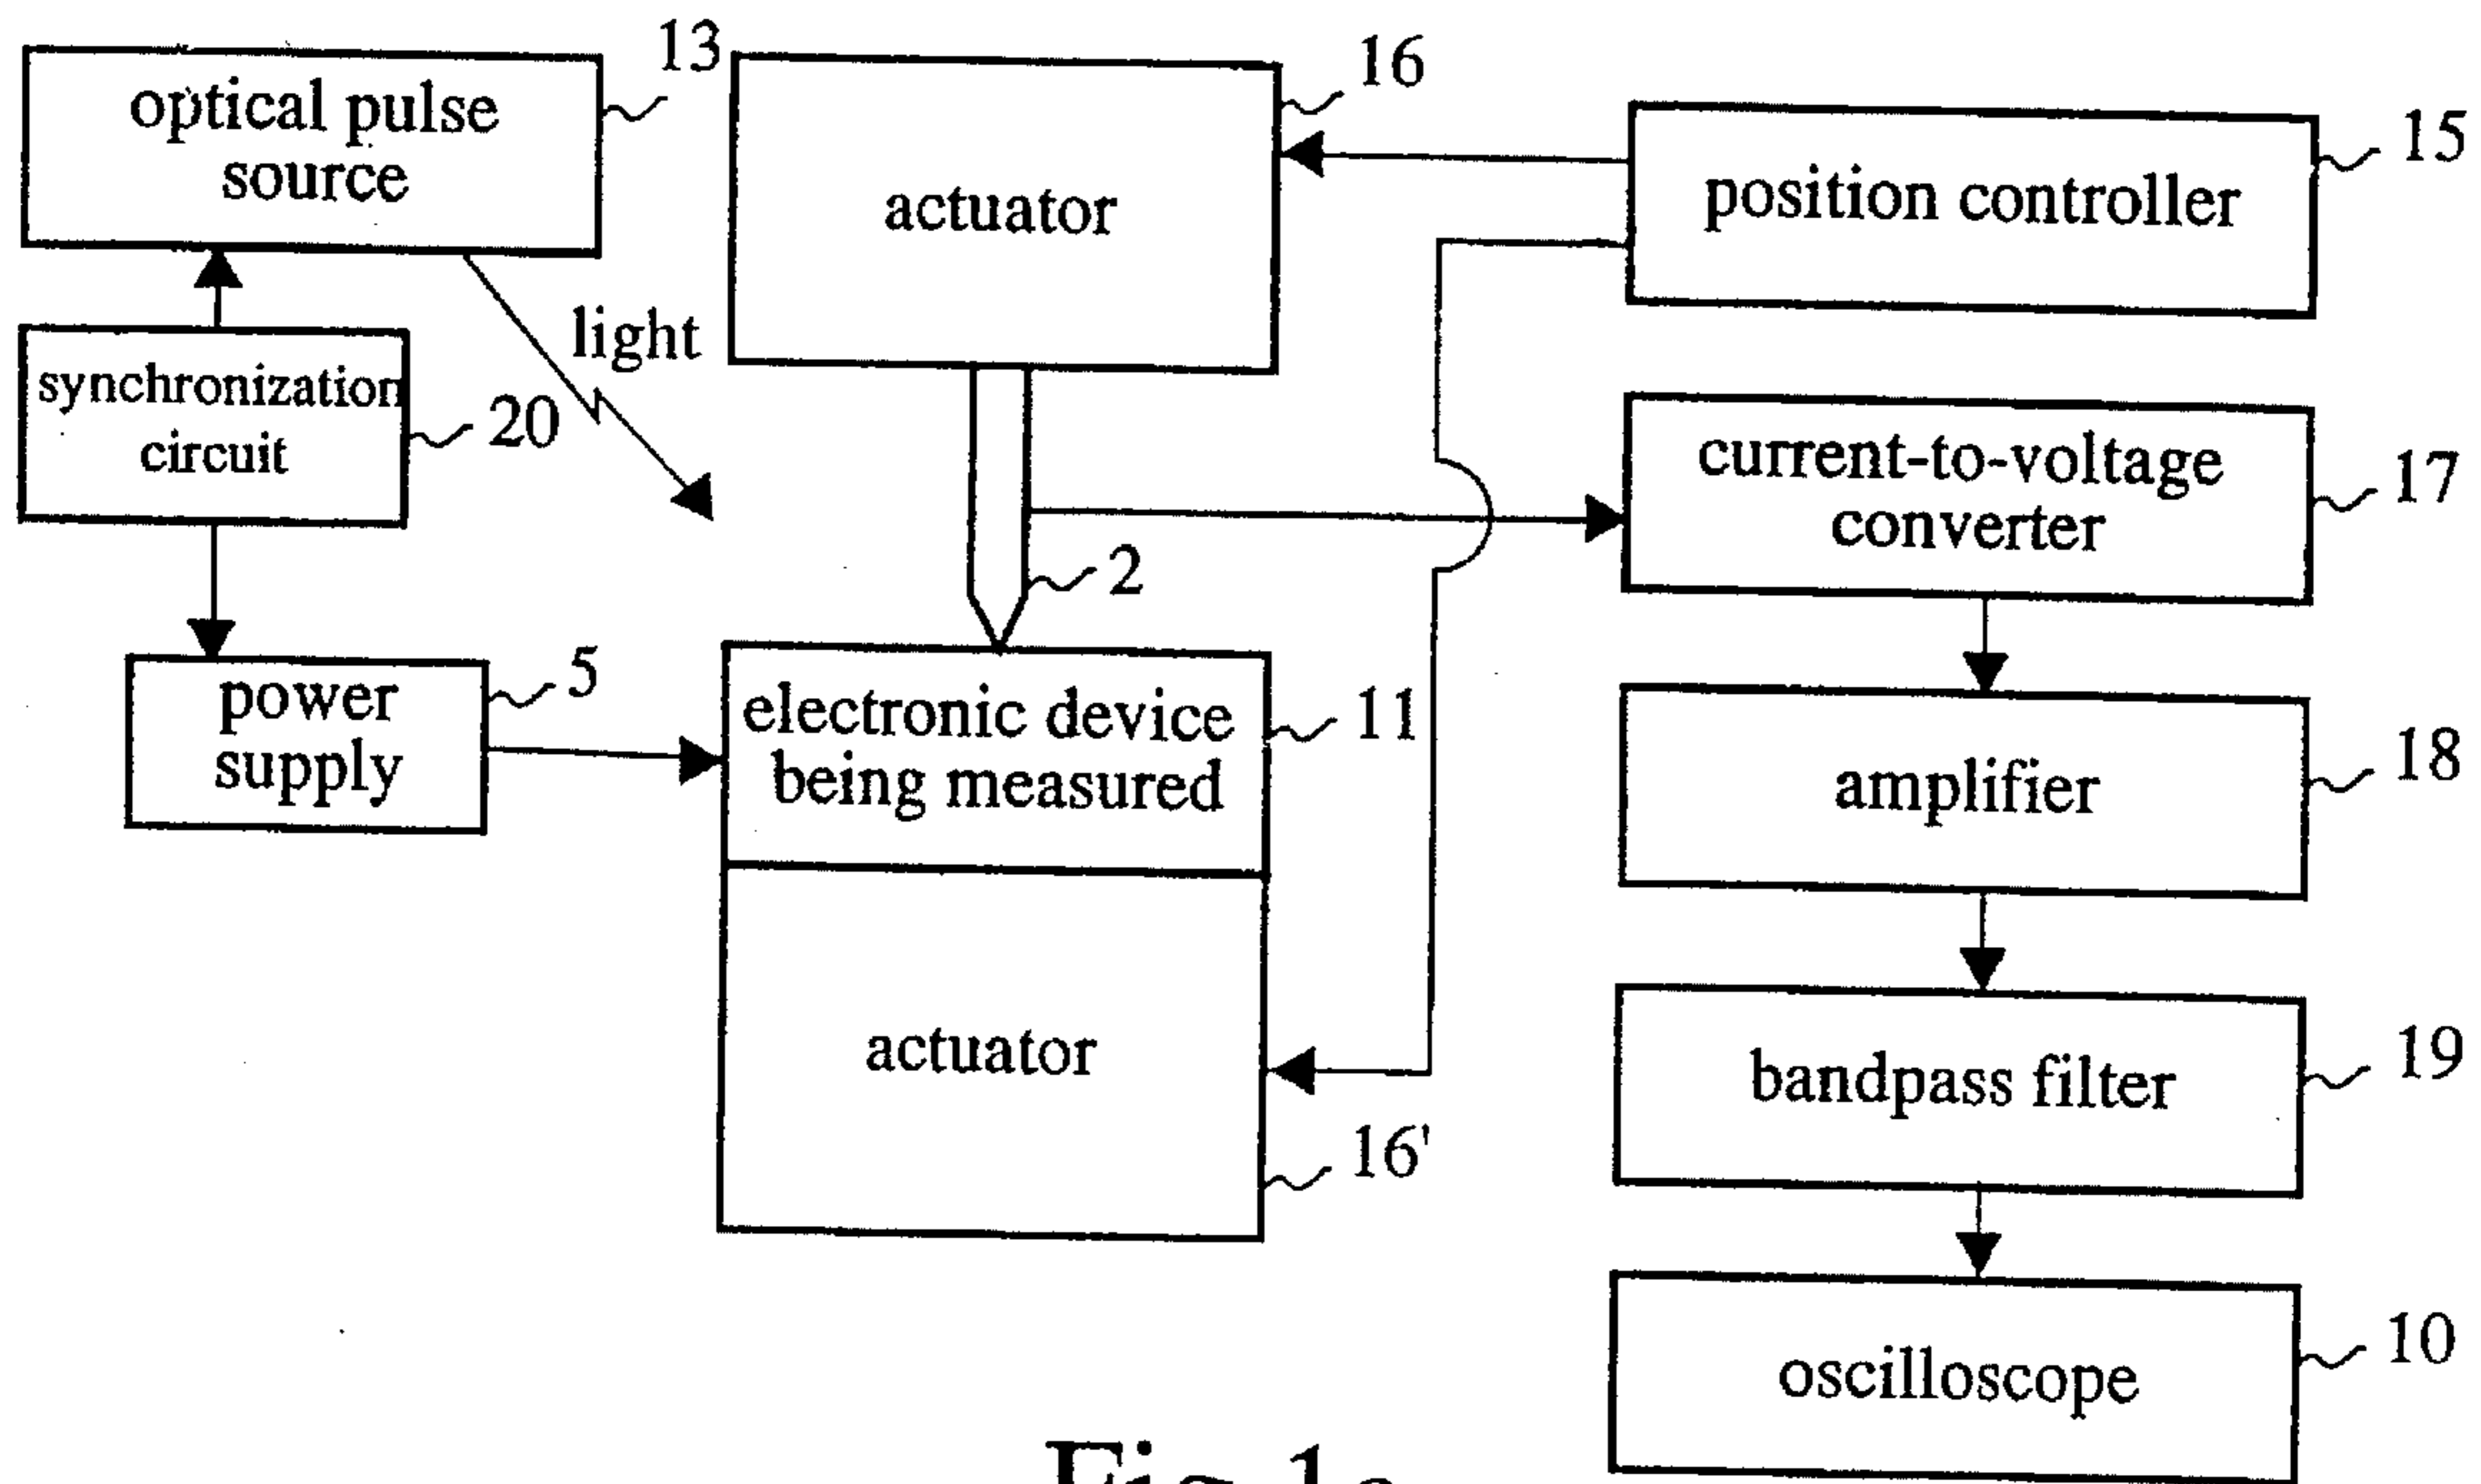 optical pulse
source
13
actuator
16
position controller
15
synchronization
circuit
20
light
current-to-voltage
converter
17
2
power
supply
5
electronic device
being measured
11
amplifier
18
actuator
16'
bandpass filter
19
oscilloscope
10